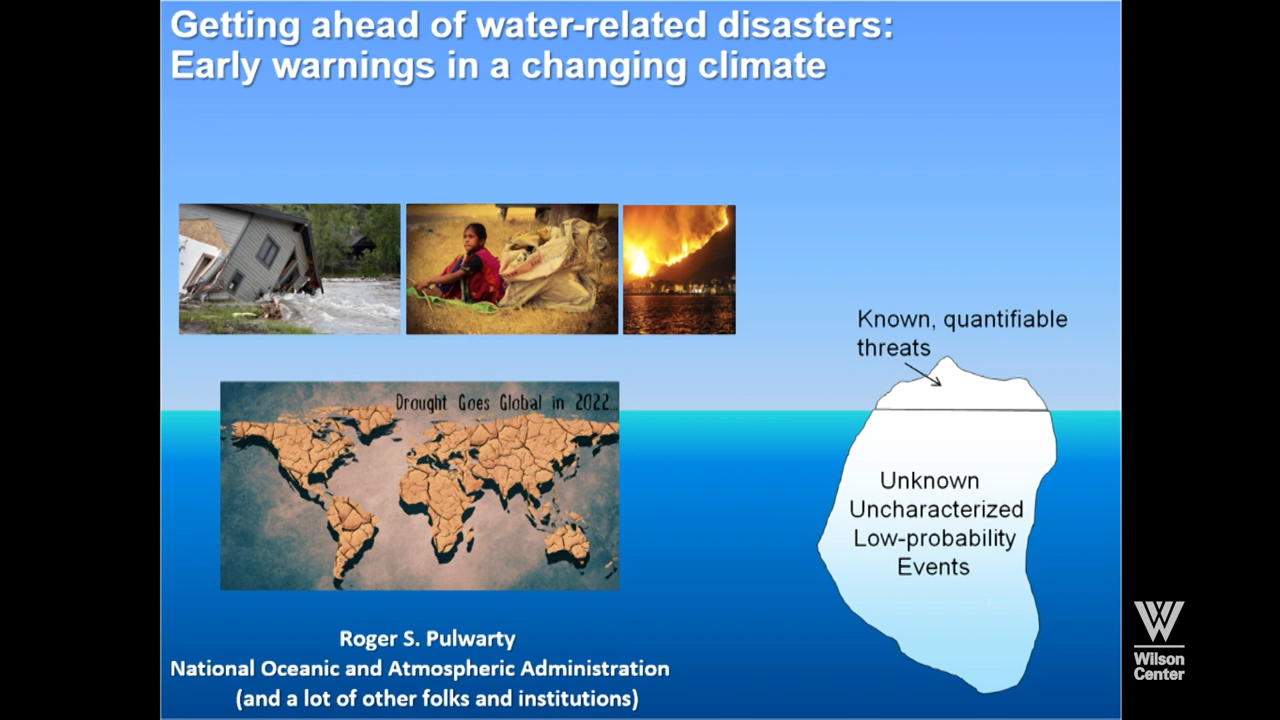 Getting ahead of water-related disasters:
Early warnings in a changing climate
Known, quantifiable
threats
Drought Goes Global in 2022...
Unknown
Uncharacterized
Low-probability
Events
Roger S. Pulwarty
National Oceanic and Atmospheric Administration
(and a lot of other folks and institutions)
Wilson
Center